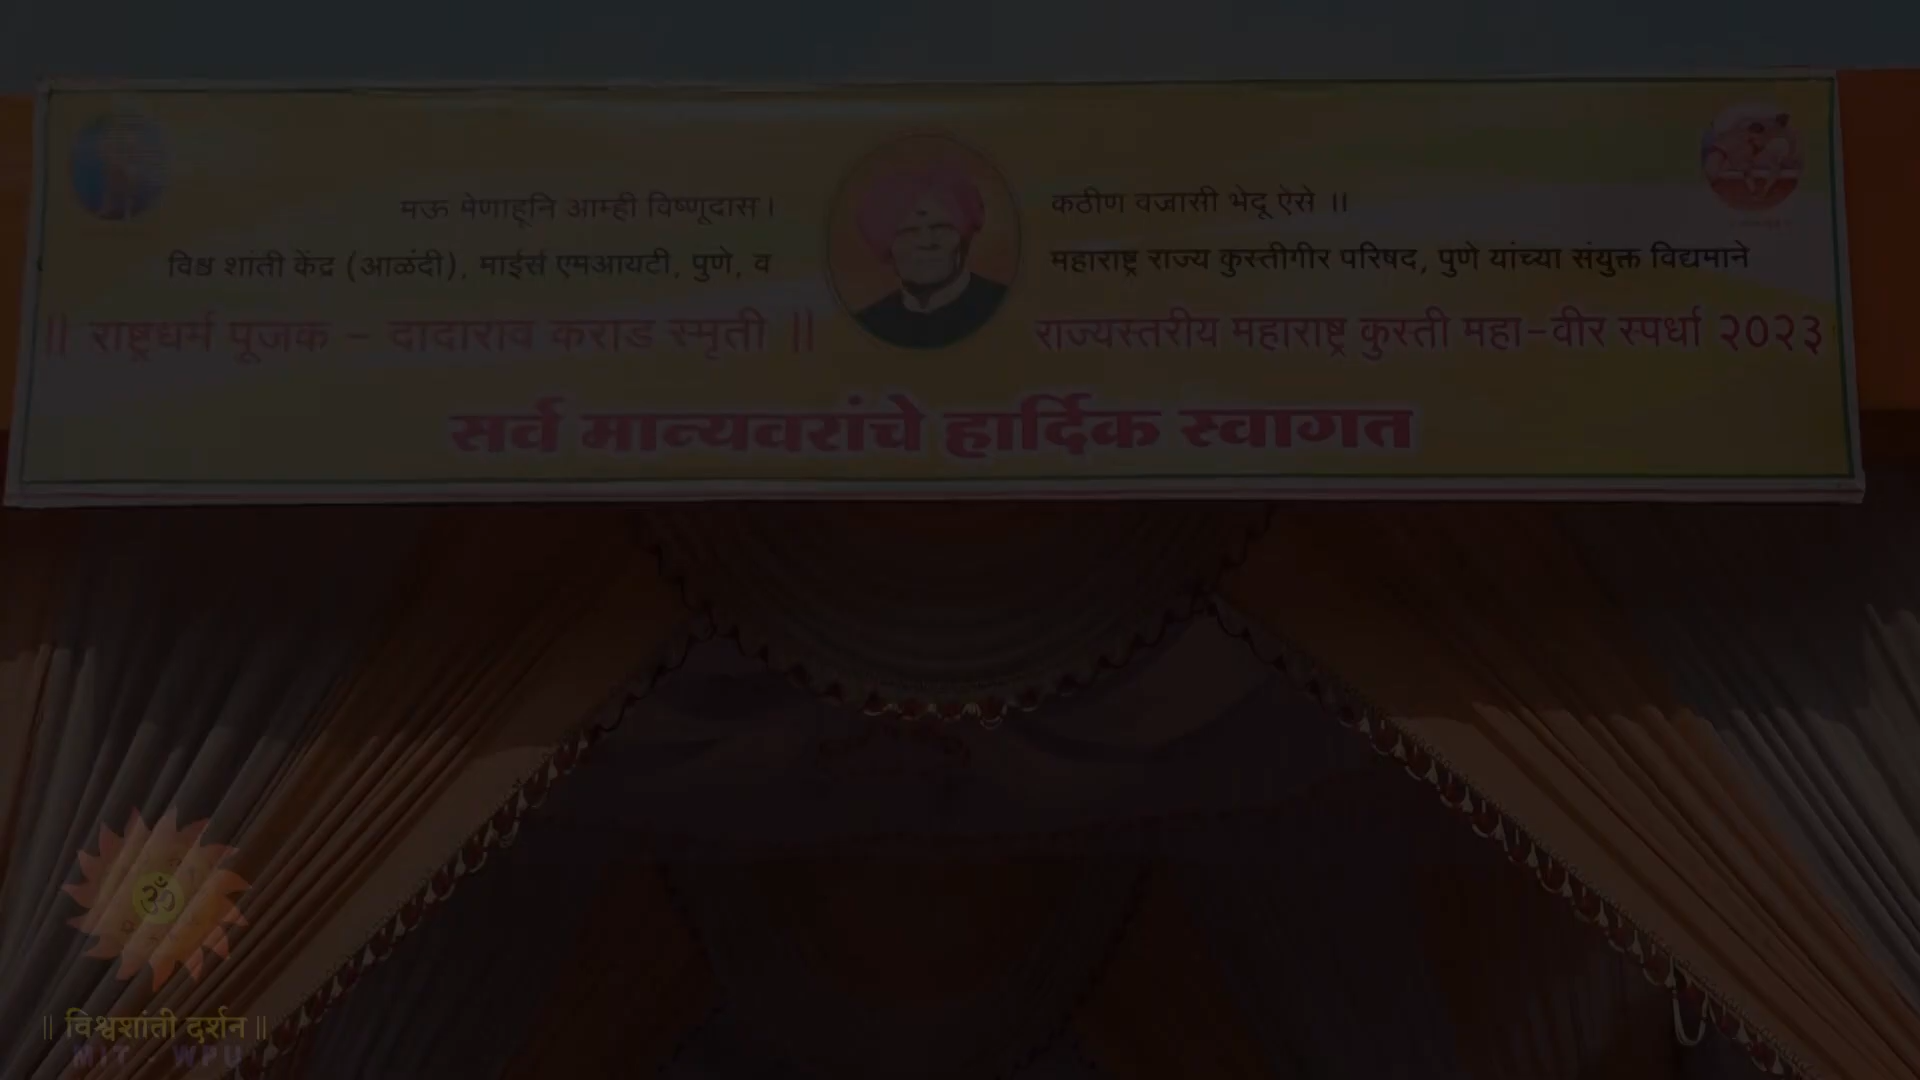 मऊ मेणाहूनि आम्ही विष्णूदास।
कठीण वज्रासी भेदू ऐसे ॥
विश्व शांती केंद्र (आळंदी), माईर्स एमआयटी, पुणे, व
महाराष्ट्र राज्य कुस्तीगीर परिषद, पुणे यांच्या संयुक्त विद्यमाने
॥ राष्ट्रधर्म पूजक - दादाराव कराड स्मृती ॥
राज्यस्तरीय महाराष्ट्र कुस्ती महा-वीर स्पर्धा २०२३
सर्व मान्यवरांचे हार्दिक स्वागत
ॐ
॥ विश्वशांती दर्शन ॥
MIT - WPU